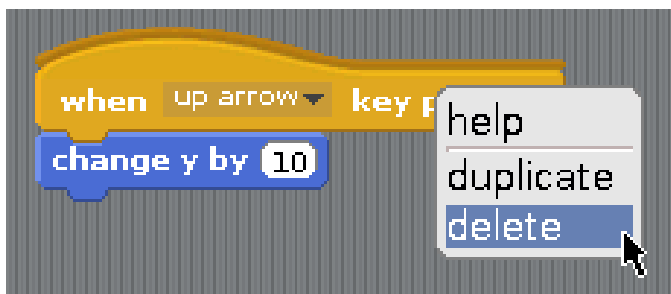 when up arrow key p
change y by 10
help
duplicate
delete